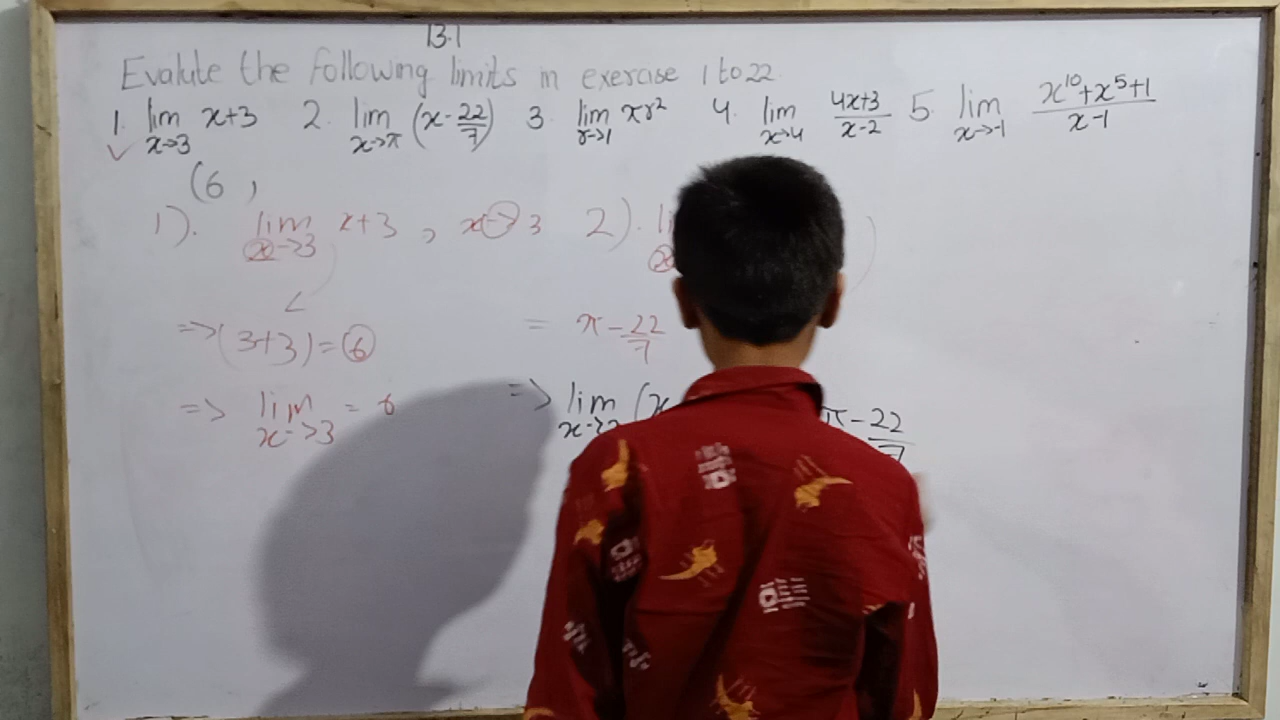 13.1
Evalute the following limits in exercise 1 to 22
1. lim x→3 x+3 2. lim x→π (x-22/7) 3. lim r→1 πr² 4. lim x→4 4x+3/x-2 5. lim x→-1 x¹⁰+x⁵+1/x-1
(6 ,
1). lim x→3 x+3 , x→3 2).
=> (3+3) = 6 = π-22/7
=> lim x→3 = 6 => lim (x π-22/7